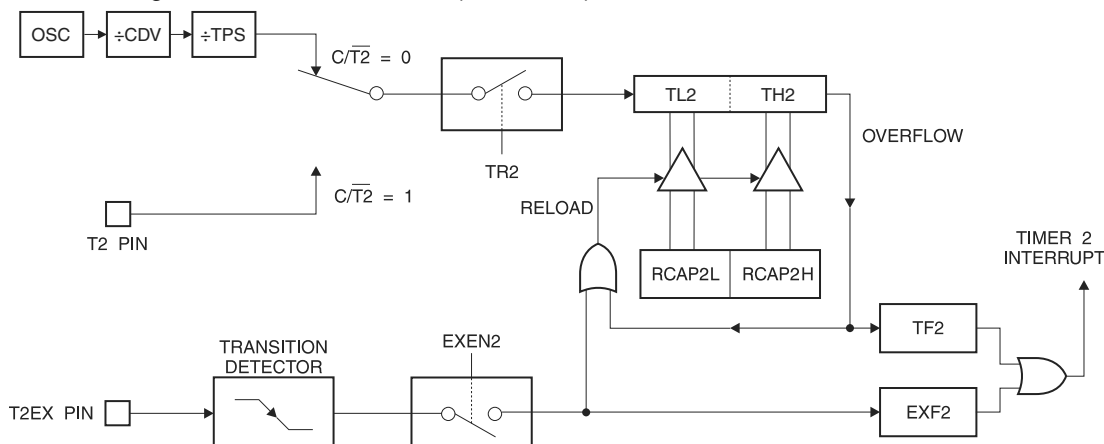 OSC
÷CDV
÷TPS
C/T2̅ = 0
TR2
TL2
TH2
OVERFLOW
C/T2̅ = 1
T2 PIN
RELOAD
RCAP2L
RCAP2H
TIMER 2
INTERRUPT
TF2
TRANSITION
DETECTOR
EXEN2
T2EX PIN
EXF2